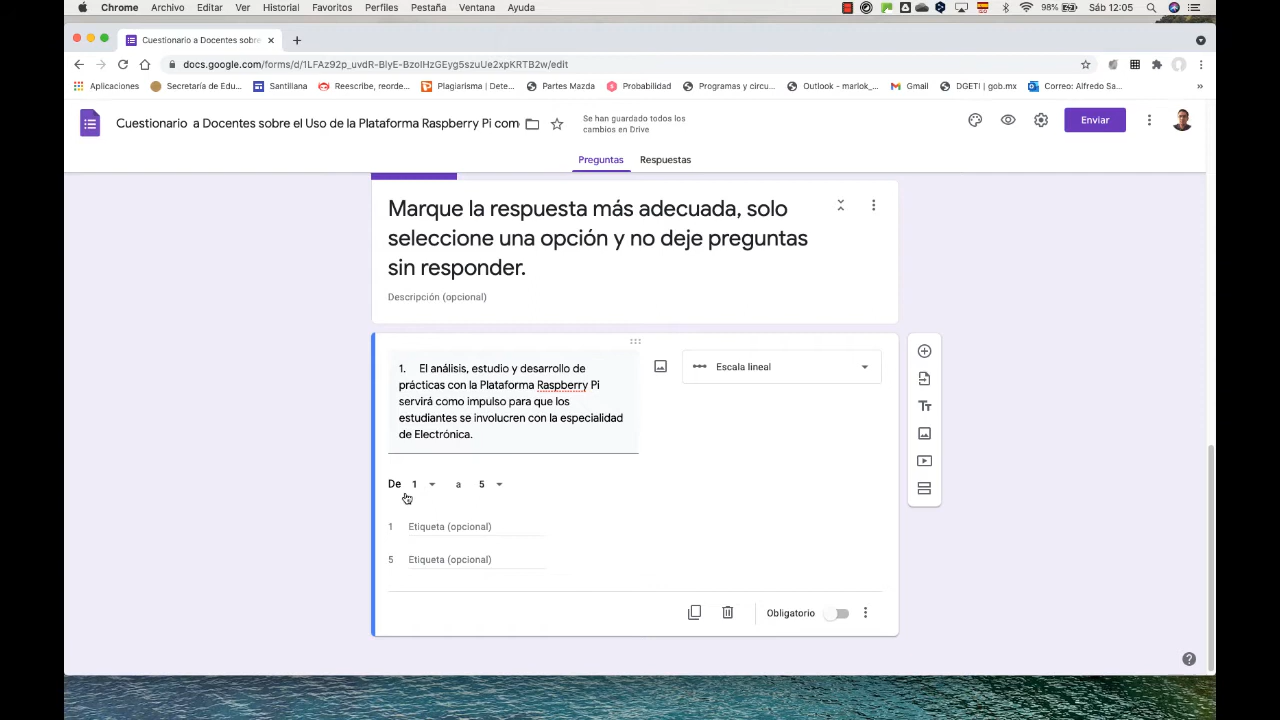 Chrome Archivo Editar Ver Historial Favoritos Perfiles Pestaña Ventana Ayuda 98% Sáb 12:05
Cuestionario a Docentes sobre
docs.google.com/forms/d/1LFAz92p_uvdR-BlyE-BzoIHzGEyg5szuUe2xpKRTB2w/edit
Aplicaciones Secretaría de Edu... Santillana Reescribe, reorde... Plagiarisma | Dete... Partes Mazda Probabilidad Programas y circu... Outlook - marlok_... Gmail DGETI | gob.mx Correo: Alfredo Sa... »
Cuestionario a Docentes sobre el Uso de la Plataforma Raspberry Pi com
Se han guardado todos los
cambios en Drive
Enviar
Preguntas Respuestas
Marque la respuesta más adecuada, solo
seleccione una opción y no deje preguntas
sin responder.
Descripción (opcional)
1. El análisis, estudio y desarrollo de
prácticas con la Plataforma Raspberry Pi
servirá como impulso para que los
estudiantes se involucren con la especialidad
de Electrónica.
Escala lineal
De 1 a 5
1 Etiqueta (opcional)
5 Etiqueta (opcional)
Obligatorio